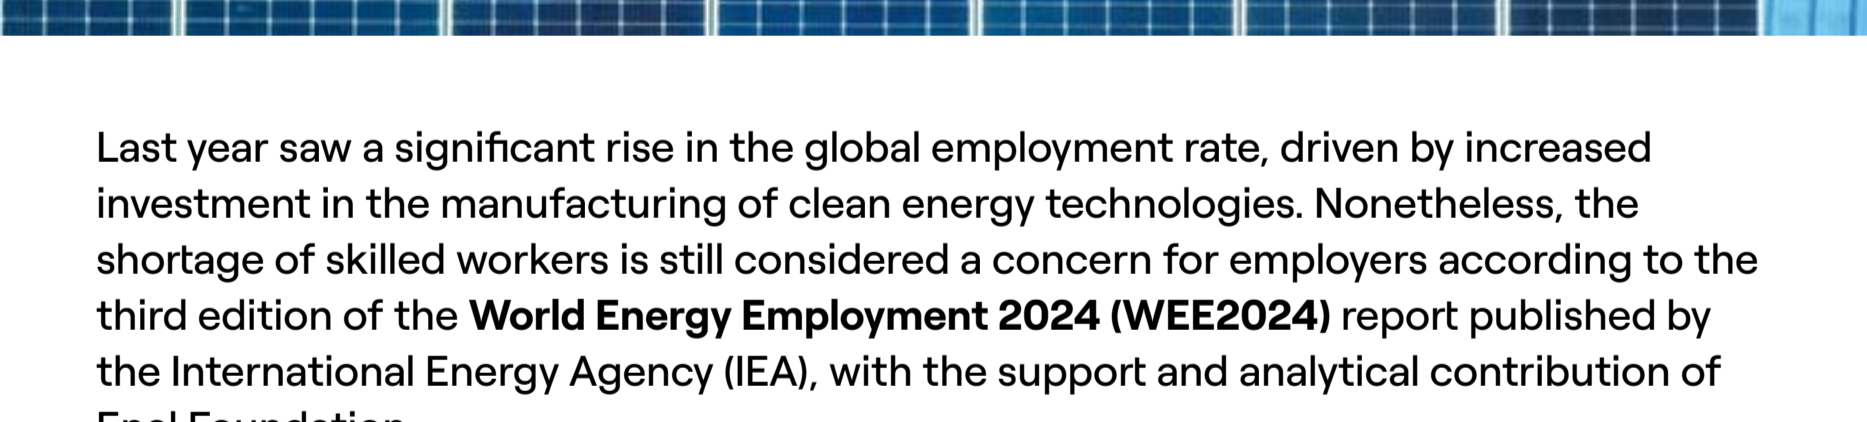 Last year saw a significant rise in the global employment rate, driven by increased
investment in the manufacturing of clean energy technologies. Nonetheless, the
shortage of skilled workers is still considered a concern for employers according to the
third edition of the World Energy Employment 2024 (WEE2024) report published by
the International Energy Agency (IEA), with the support and analytical contribution of
Enel Foundation